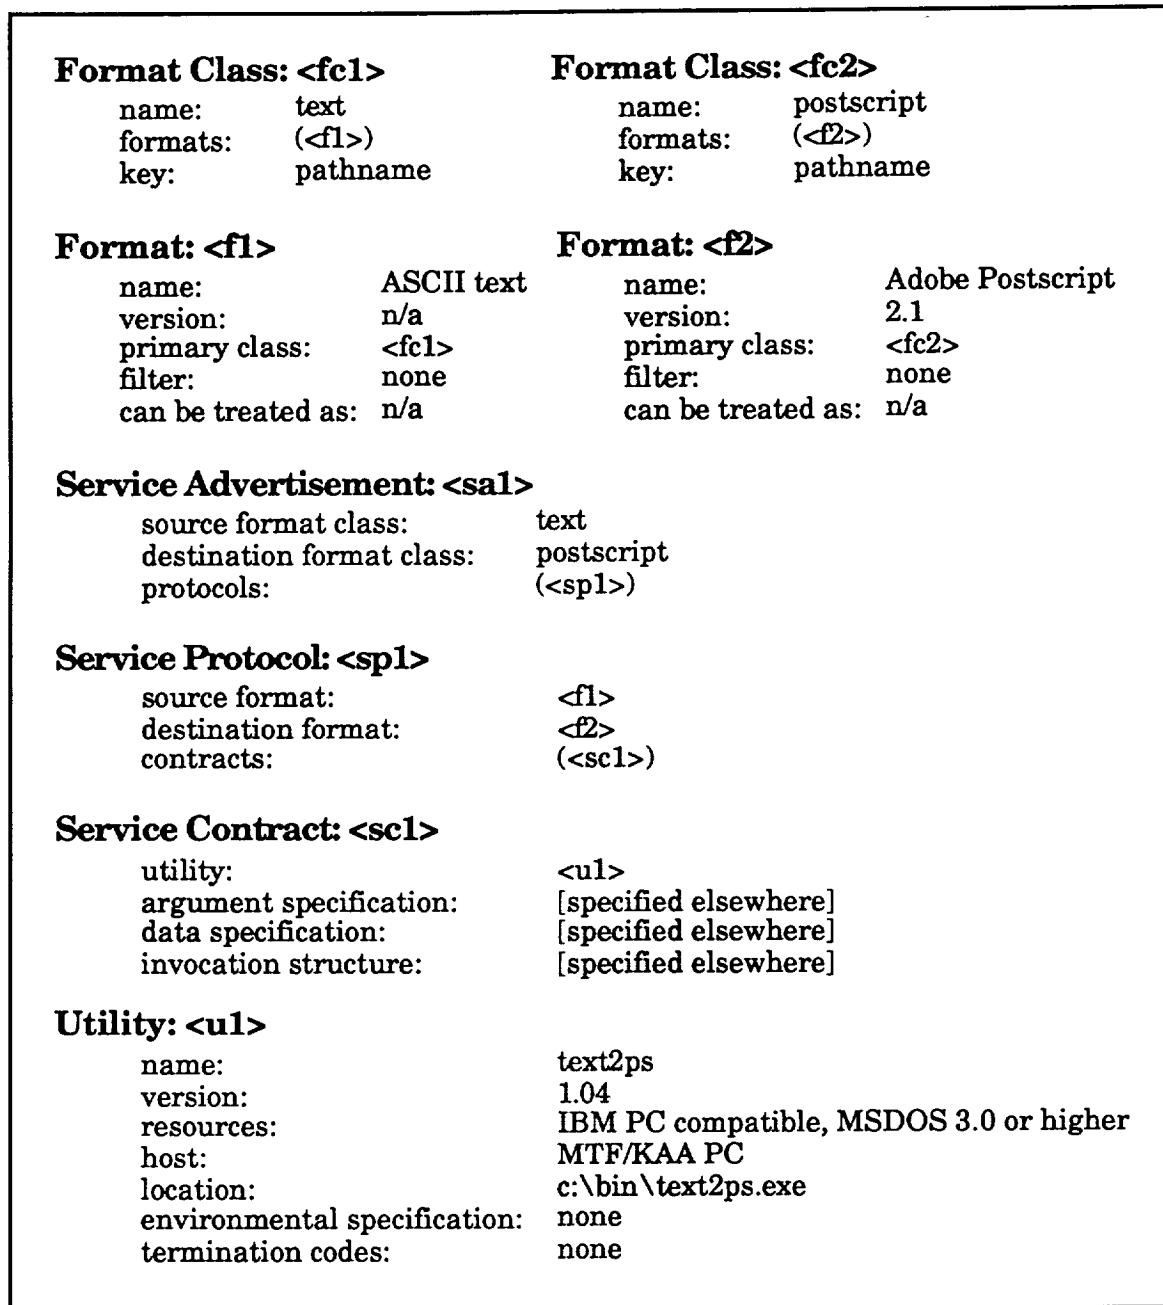 Format Class: <fc1> Format Class: <fc2>
name: text name: postscript
formats: (<f1>) formats: (<f2>)
key: pathname key: pathname
Format: <f1> Format: <f2>
name: ASCII text name: Adobe Postscript
version: n/a version: 2.1
primary class: <fc1> primary class: <fc2>
filter: none filter: none
can be treated as: n/a can be treated as: n/a
Service Advertisement: <sa1>
source format class: text
destination format class: postscript
protocols: (<sp1>)
Service Protocol: <sp1>
source format: <f1>
destination format: <f2>
contracts: (<sc1>)
Service Contract: <sc1>
utility: <u1>
argument specification: [specified elsewhere]
data specification: [specified elsewhere]
invocation structure: [specified elsewhere]
Utility: <u1>
name: text2ps
version: 1.04
resources: IBM PC compatible, MSDOS 3.0 or higher
host: MTF/KAA PC
location: c:\bin\text2ps.exe
environmental specification: none
termination codes: none